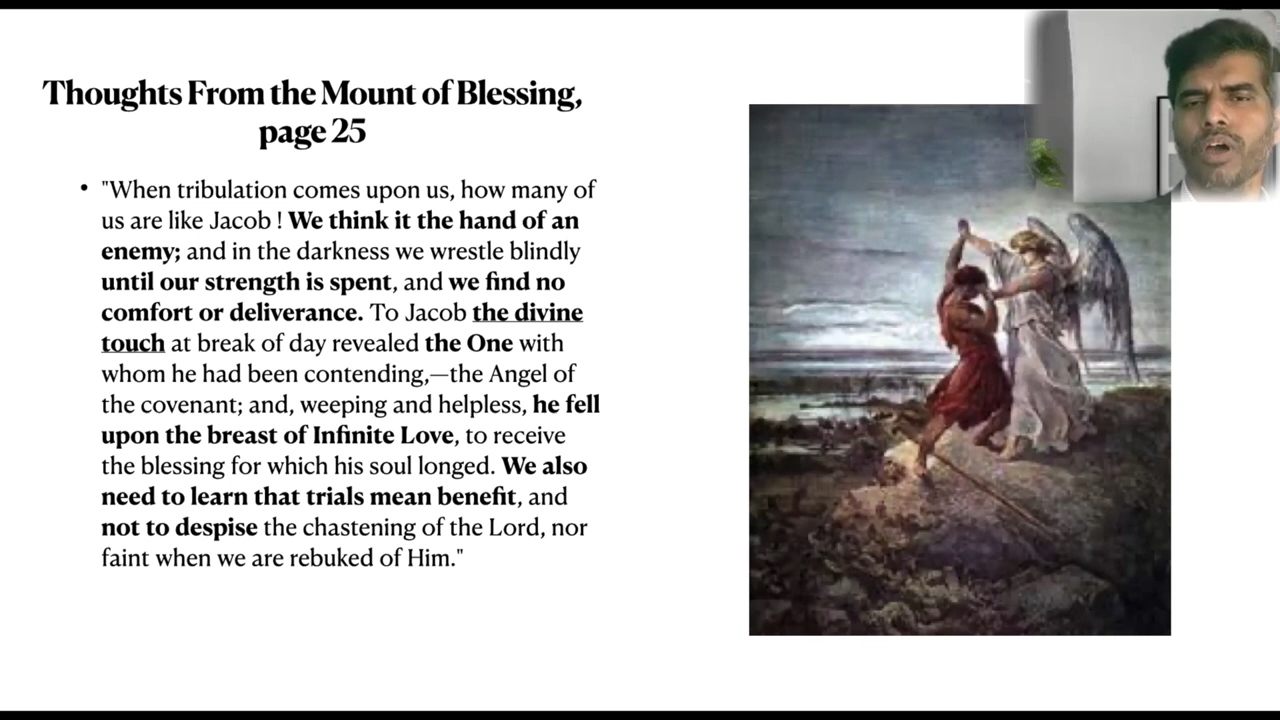 Thoughts From the Mount of Blessing,
page 25
• "When tribulation comes upon us, how many of
us are like Jacob ! We think it the hand of an
enemy; and in the darkness we wrestle blindly
until our strength is spent, and we find no
comfort or deliverance. To Jacob the divine
touch at break of day revealed the One with
whom he had been contending,—the Angel of
the covenant; and, weeping and helpless, he fell
upon the breast of Infinite Love, to receive
the blessing for which his soul longed. We also
need to learn that trials mean benefit, and
not to despise the chastening of the Lord, nor
faint when we are rebuked of Him."